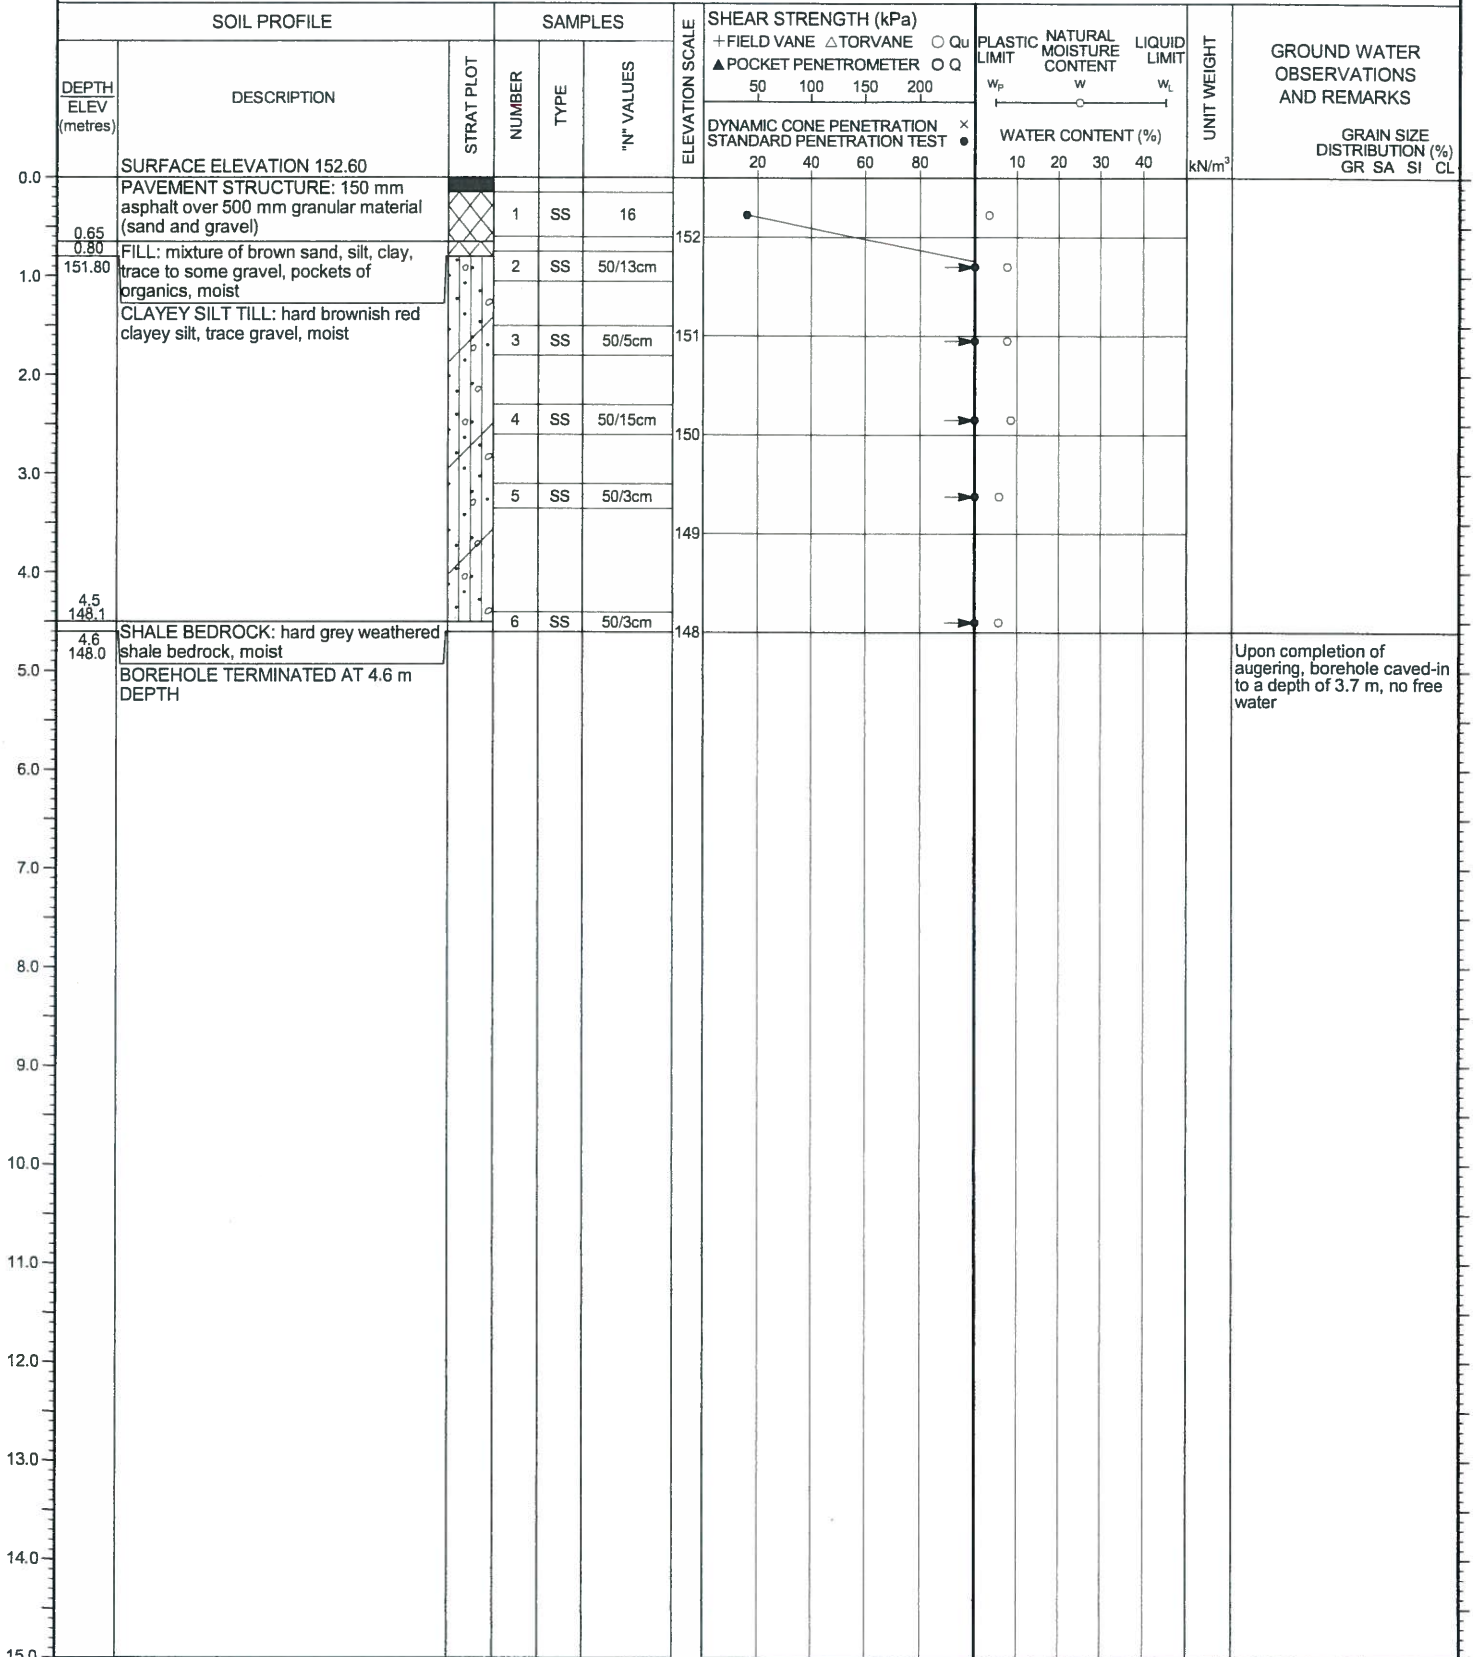 SOIL PROFILE
SAMPLES
ELEVATION SCALE
SHEAR STRENGTH (kPa)
+FIELD VANE △TORVANE ○ Qu
▲POCKET PENETROMETER O Q
50 100 150 200
DYNAMIC CONE PENETRATION ×
STANDARD PENETRATION TEST ●
20 40 60 80
PLASTIC LIMIT
NATURAL MOISTURE CONTENT
LIQUID LIMIT
WP w WL
WATER CONTENT (%)
10 20 30 40
UNIT WEIGHT
kN/m³
GROUND WATER
OBSERVATIONS
AND REMARKS
GRAIN SIZE
DISTRIBUTION (%)
GR SA SI CL
DEPTH
ELEV
(metres)
DESCRIPTION
STRAT PLOT
NUMBER
TYPE
"N" VALUES
SURFACE ELEVATION 152.60
0.0
PAVEMENT STRUCTURE: 150 mm
asphalt over 500 mm granular material
(sand and gravel)
1 SS 16
152
0.65
0.80
151.80
FILL: mixture of brown sand, silt, clay,
trace to some gravel, pockets of
organics, moist
2 SS 50/13cm
1.0
CLAYEY SILT TILL: hard brownish red
clayey silt, trace gravel, moist
151
3 SS 50/5cm
2.0
4 SS 50/15cm
150
3.0
5 SS 50/3cm
149
4.0
4.5
148.1
6 SS 50/3cm
148
4.6
148.0
SHALE BEDROCK: hard grey weathered
shale bedrock, moist
5.0
BOREHOLE TERMINATED AT 4.6 m
DEPTH
Upon completion of
augering, borehole caved-in
to a depth of 3.7 m, no free
water
6.0
7.0
8.0
9.0
10.0
11.0
12.0
13.0
14.0
15.0